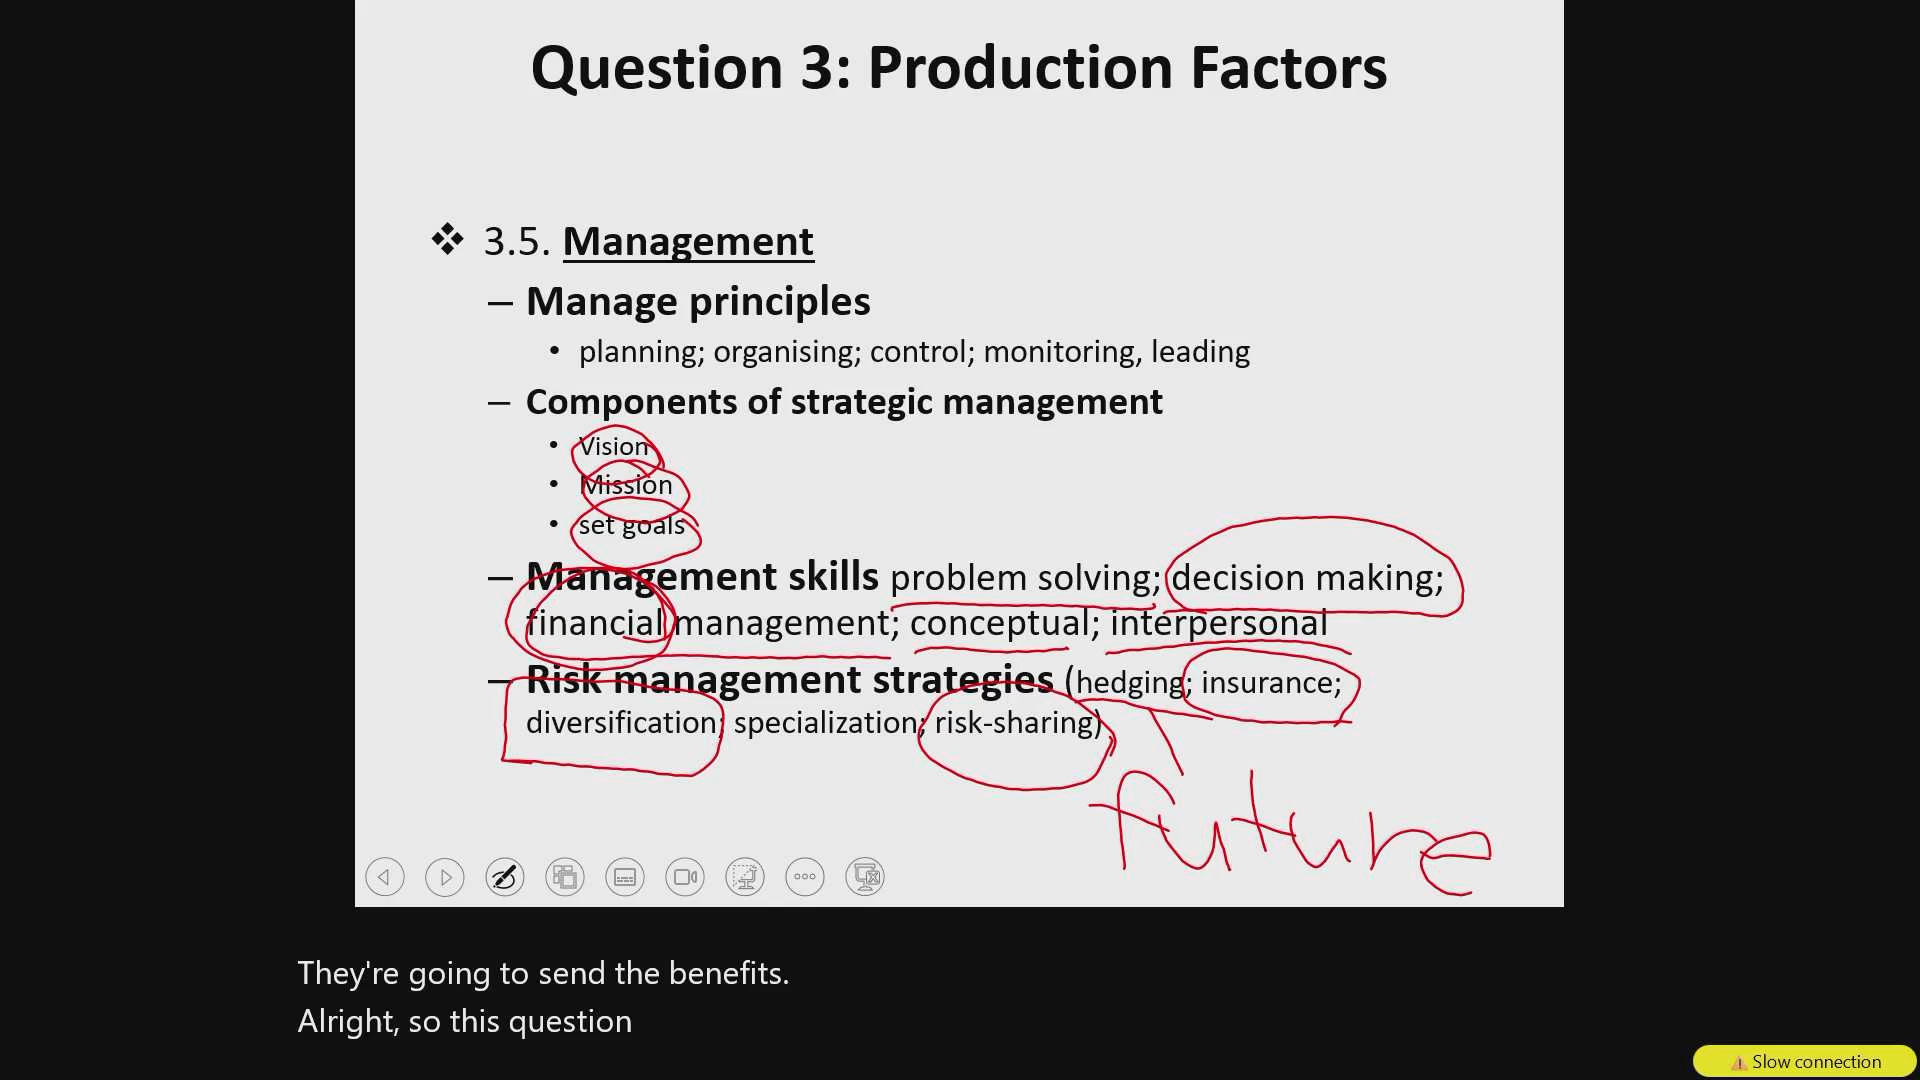 Question 3: Production Factors
❖ 3.5. Management
– Manage principles
• planning; organising; control; monitoring, leading
– Components of strategic management
• Vision
• Mission
• set goals
– Management skills problem solving; decision making;
financial management; conceptual; interpersonal
– Risk management strategies (hedging; insurance;
diversification; specialization; risk-sharing)
future
They're going to send the benefits.
Alright, so this question
⚠ Slow connection